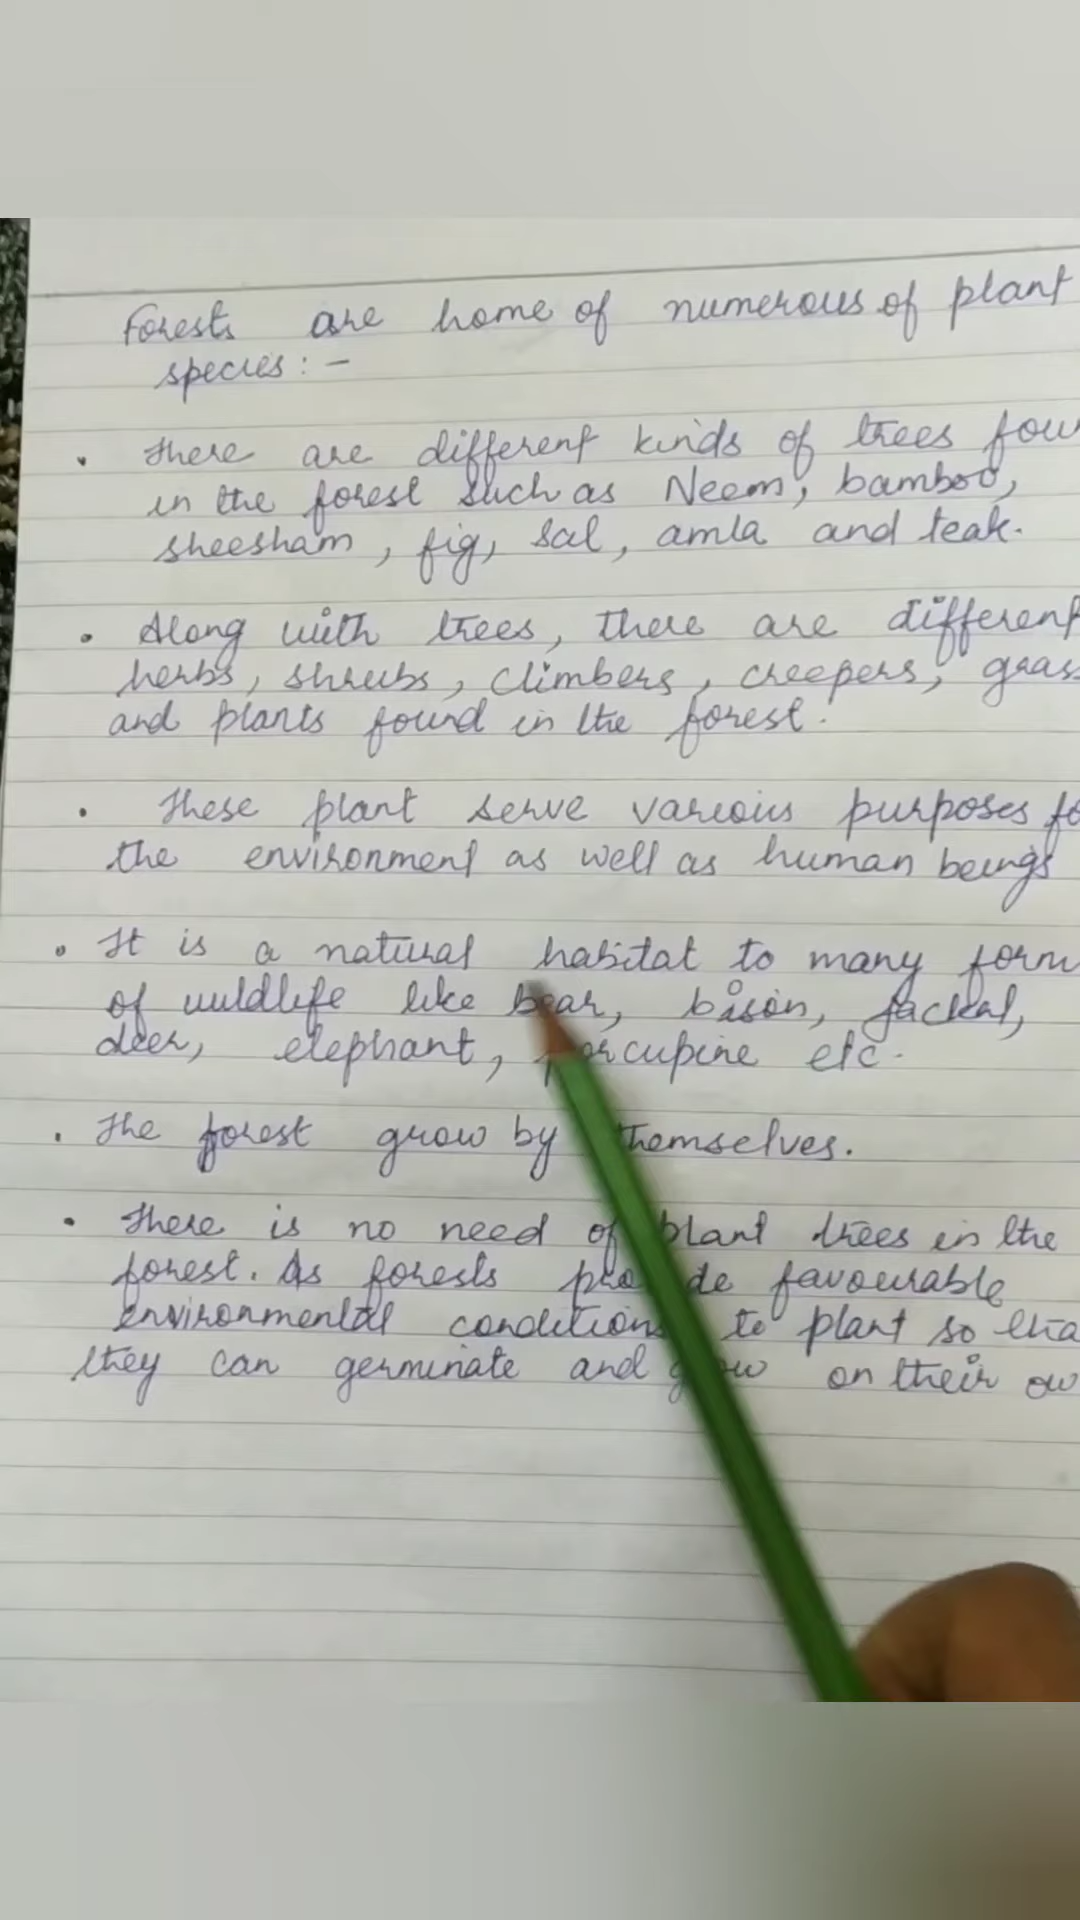 Forests are home of numerous of plant
species:-
• There are different kinds of trees fou
in the forest such as Neem, bamboo,
sheesham, fig, sal, amla and teak.
• Along with trees, there are different
herbs, shrubs, climbers, creepers, gras
and plants found in the forest.
• These plant serve various purposes fo
the environment as well as human beings
• It is a natural habitat to many form
of wildlife like bear, bison, jackal,
deer, elephant, porcupine etc.
• The forest grow by themselves.
• There is no need of plant trees in the
forest. As forests provide favourable
environmental conditions to plant so tha
they can germinate and grow on their ow